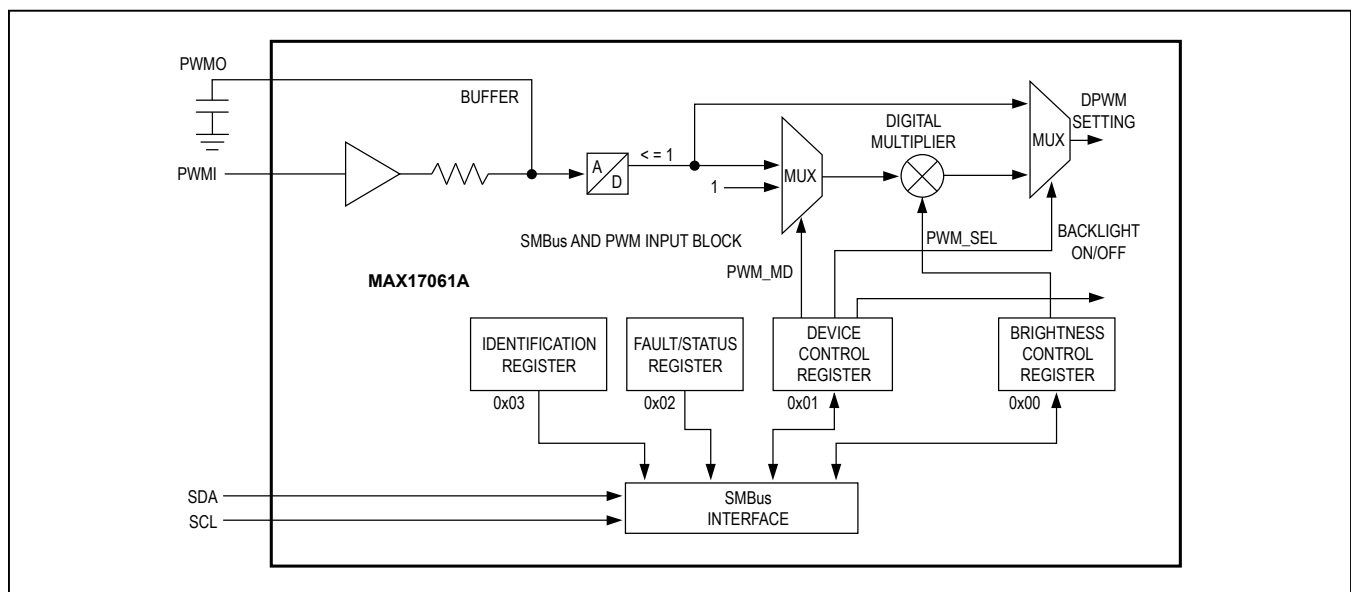 PWMO
BUFFER
PWMI
A
D
< = 1
1
MUX
DIGITAL
MULTIPLIER
MUX
DPWM
SETTING
SMBus AND PWM INPUT BLOCK
PWM_MD
PWM_SEL
BACKLIGHT
ON/OFF
MAX17061A
IDENTIFICATION
REGISTER
0x03
FAULT/STATUS
REGISTER
0x02
DEVICE
CONTROL
REGISTER
0x01
BRIGHTNESS
CONTROL
REGISTER
0x00
SDA
SCL
SMBus
INTERFACE